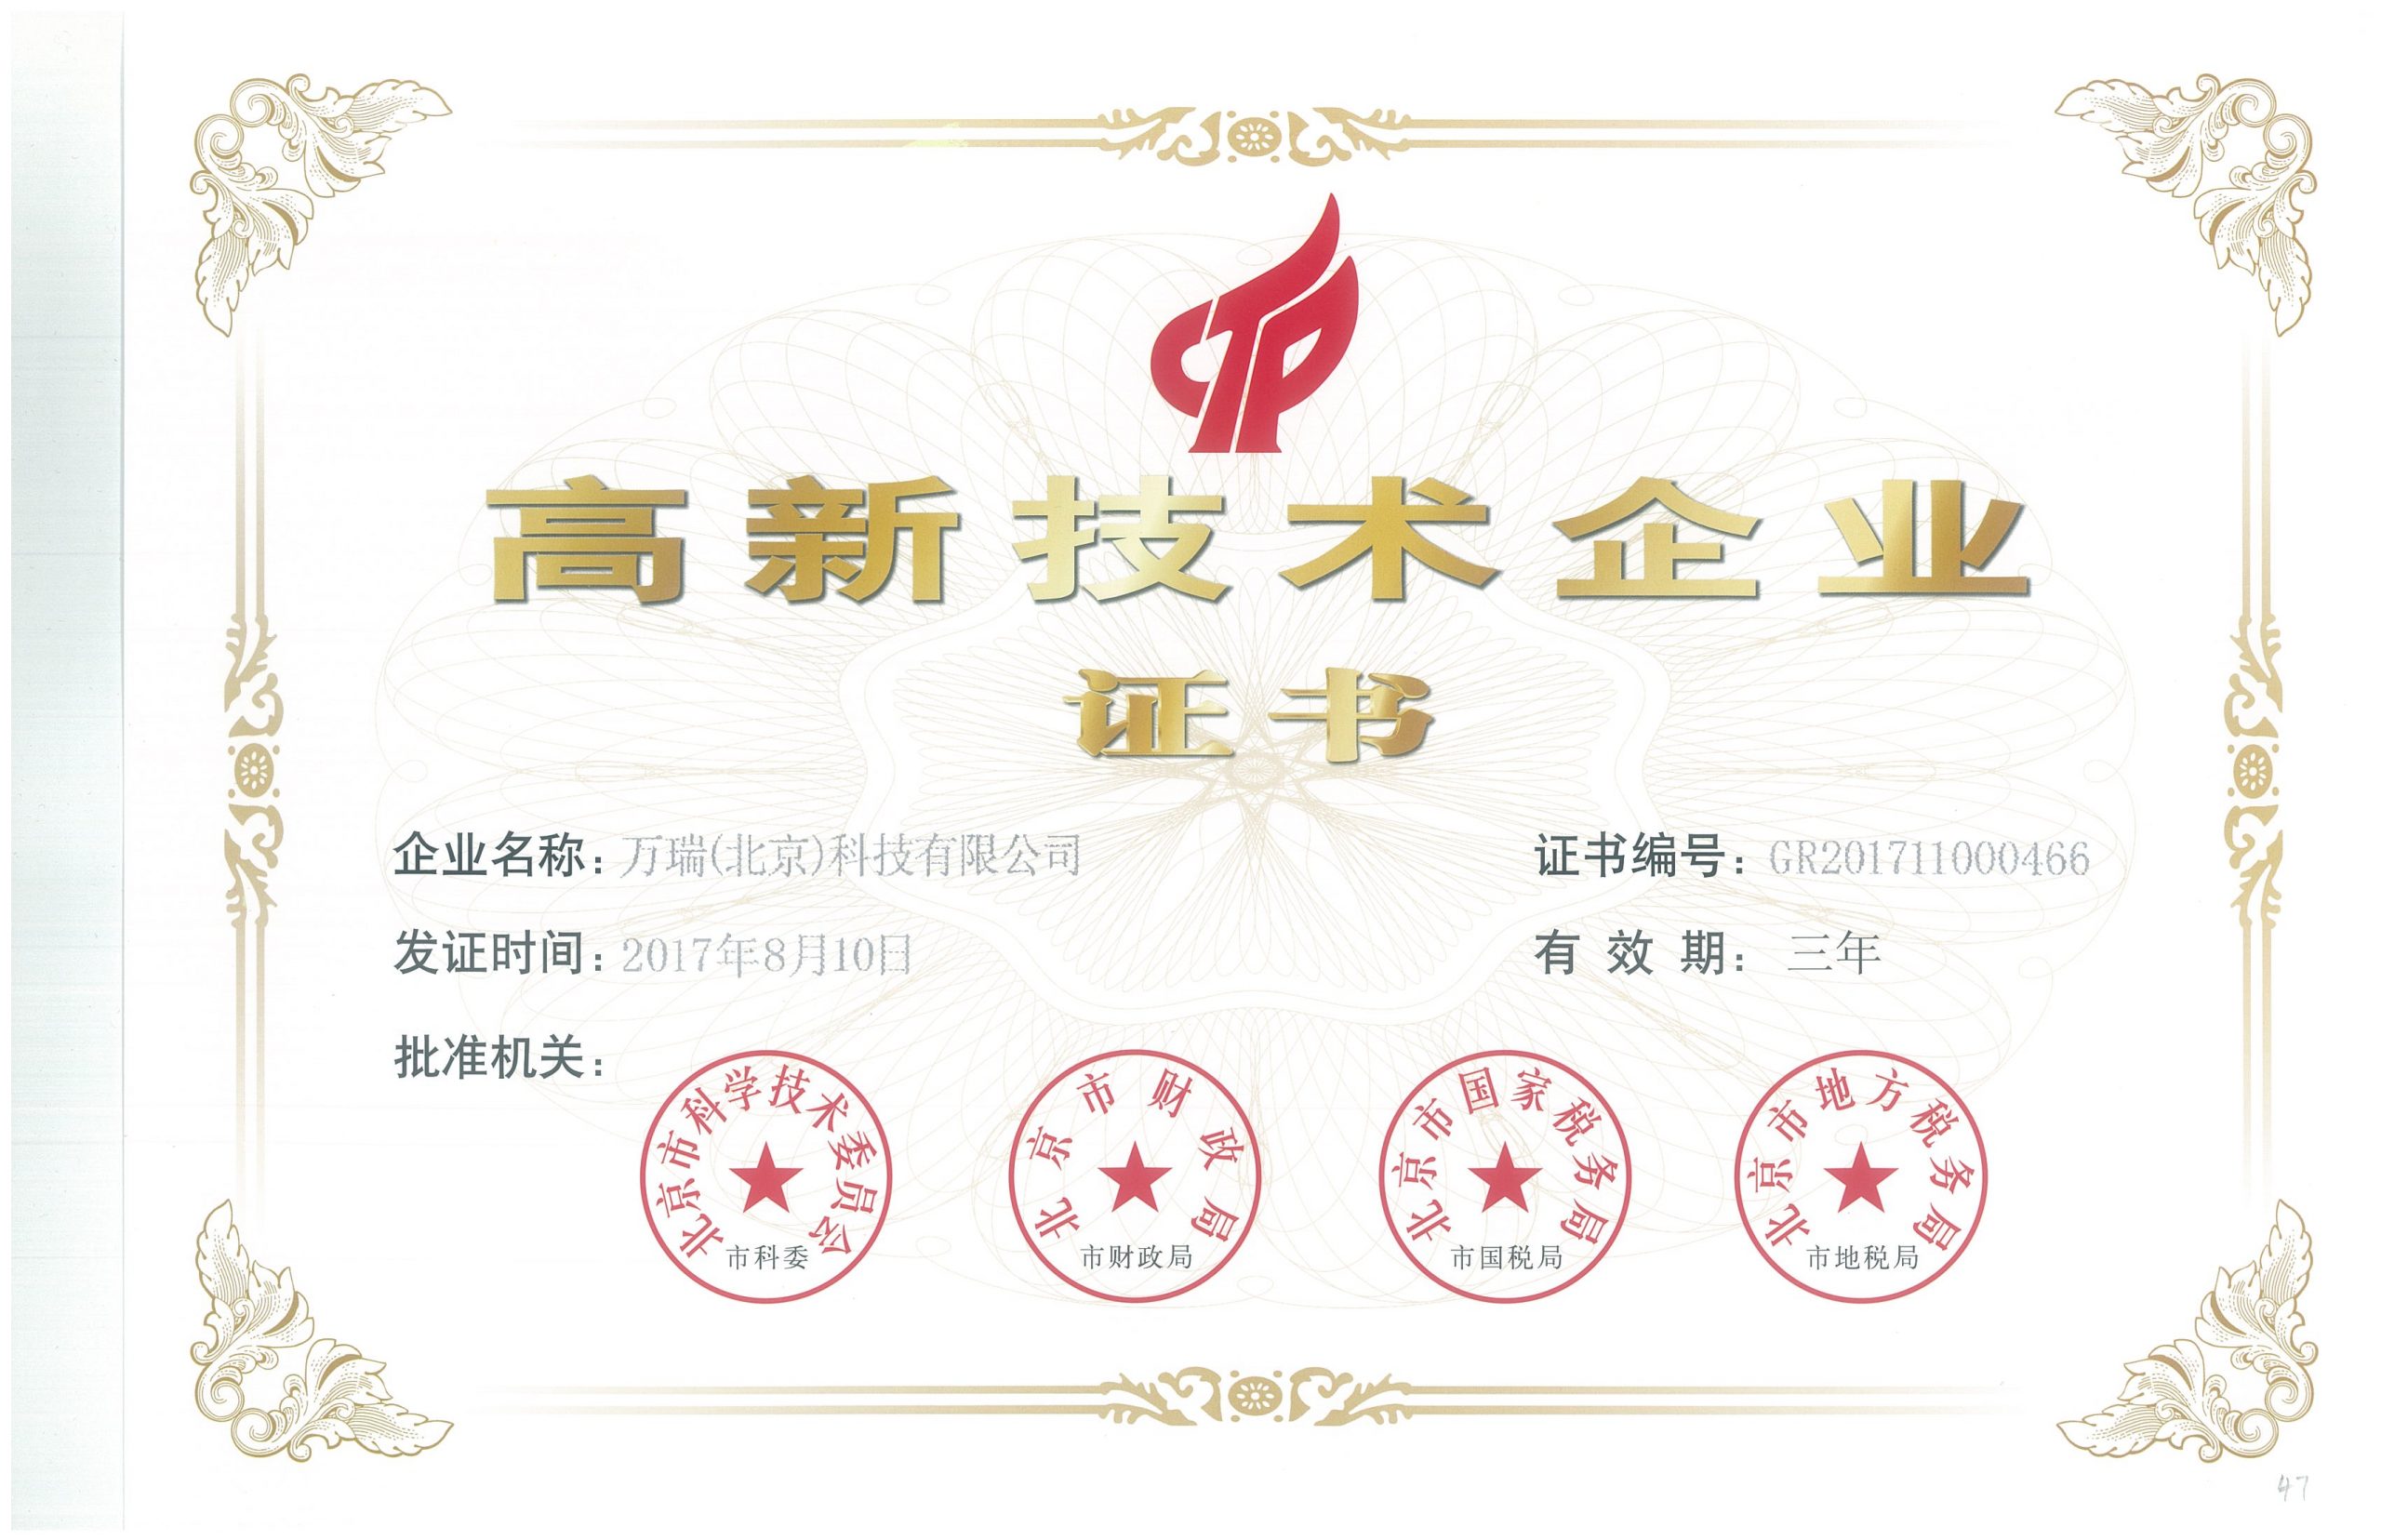 高新技术企业
证书
企业名称：万瑞(北京)科技有限公司
证书编号：GR201711000466
发证时间：2017年8月10日
有 效 期：三年
批准机关：
北京市科学技术委员会
市科委
北京市财政局
市财政局
北京市国家税务局
市国税局
北京市地方税务局
市地税局
47